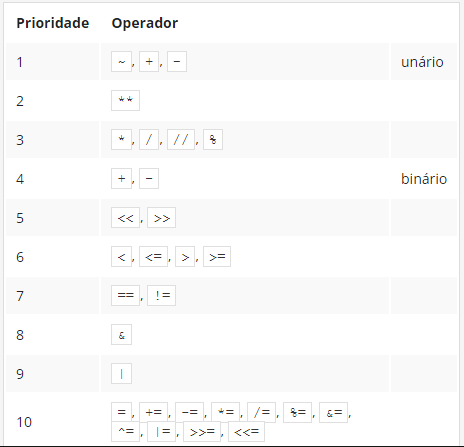 Prioridade Operador
1 ~, +, - unário
2 **
3 *, /, //, %
4 +, - binário
5 <<, >>
6 <, <=, >, >=
7 ==, !=
8 &
9 |
10 =, +=, -=, *=, /=, %=, &=,
^=, |=, >>=, <<=